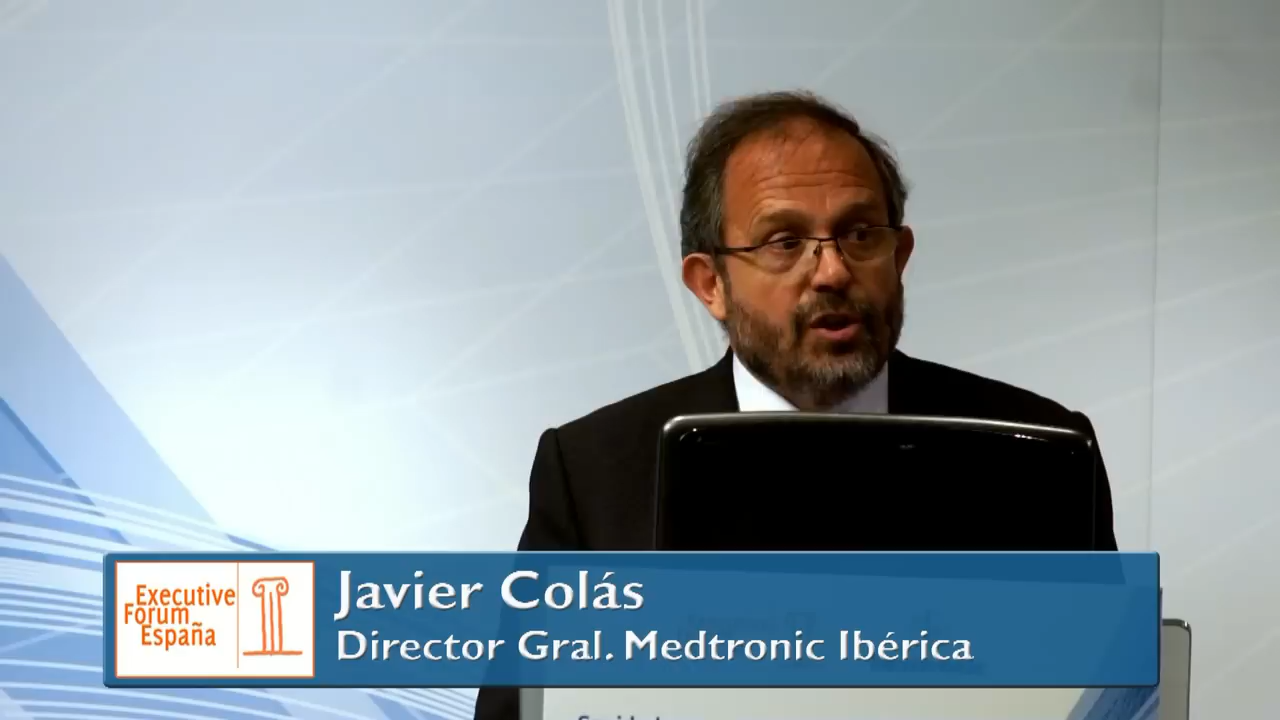 Executive
Forum
España
Javier Colás
Director Gral. Medtronic Ibérica